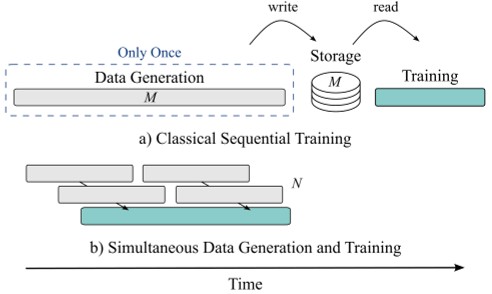 write
read
Only Once
Storage
Data Generation
Training
M
M
a) Classical Sequential Training
N
b) Simultaneous Data Generation and Training
Time